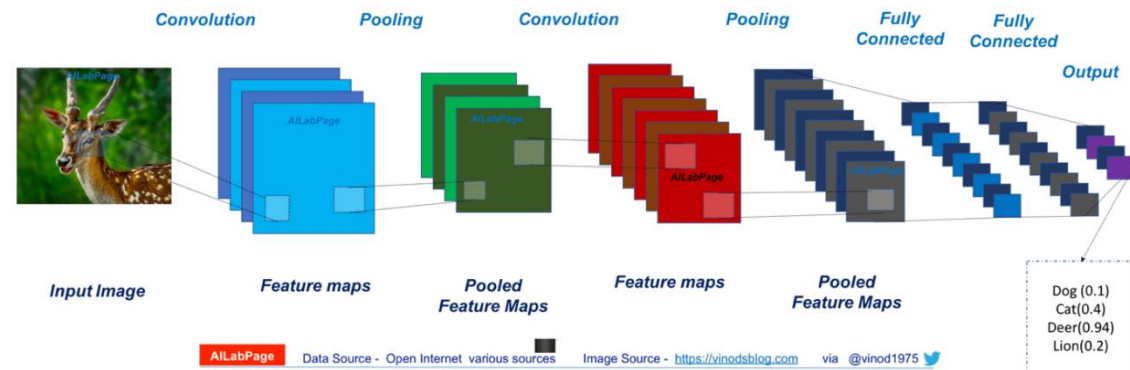 Convolution
Pooling
Convolution
Pooling
Fully
Connected
Fully
Connected
Output
AILabPage
AILabPage
AILabPage
AILabPage
AILabPage
Input Image
Feature maps
Pooled
Feature Maps
Feature maps
Pooled
Feature Maps
Dog (0.1)
Cat(0.4)
Deer(0.94)
Lion(0.2)
AILabPage Data Source - Open Internet various sources Image Source - https://vinodsblog.com via @vinod1975